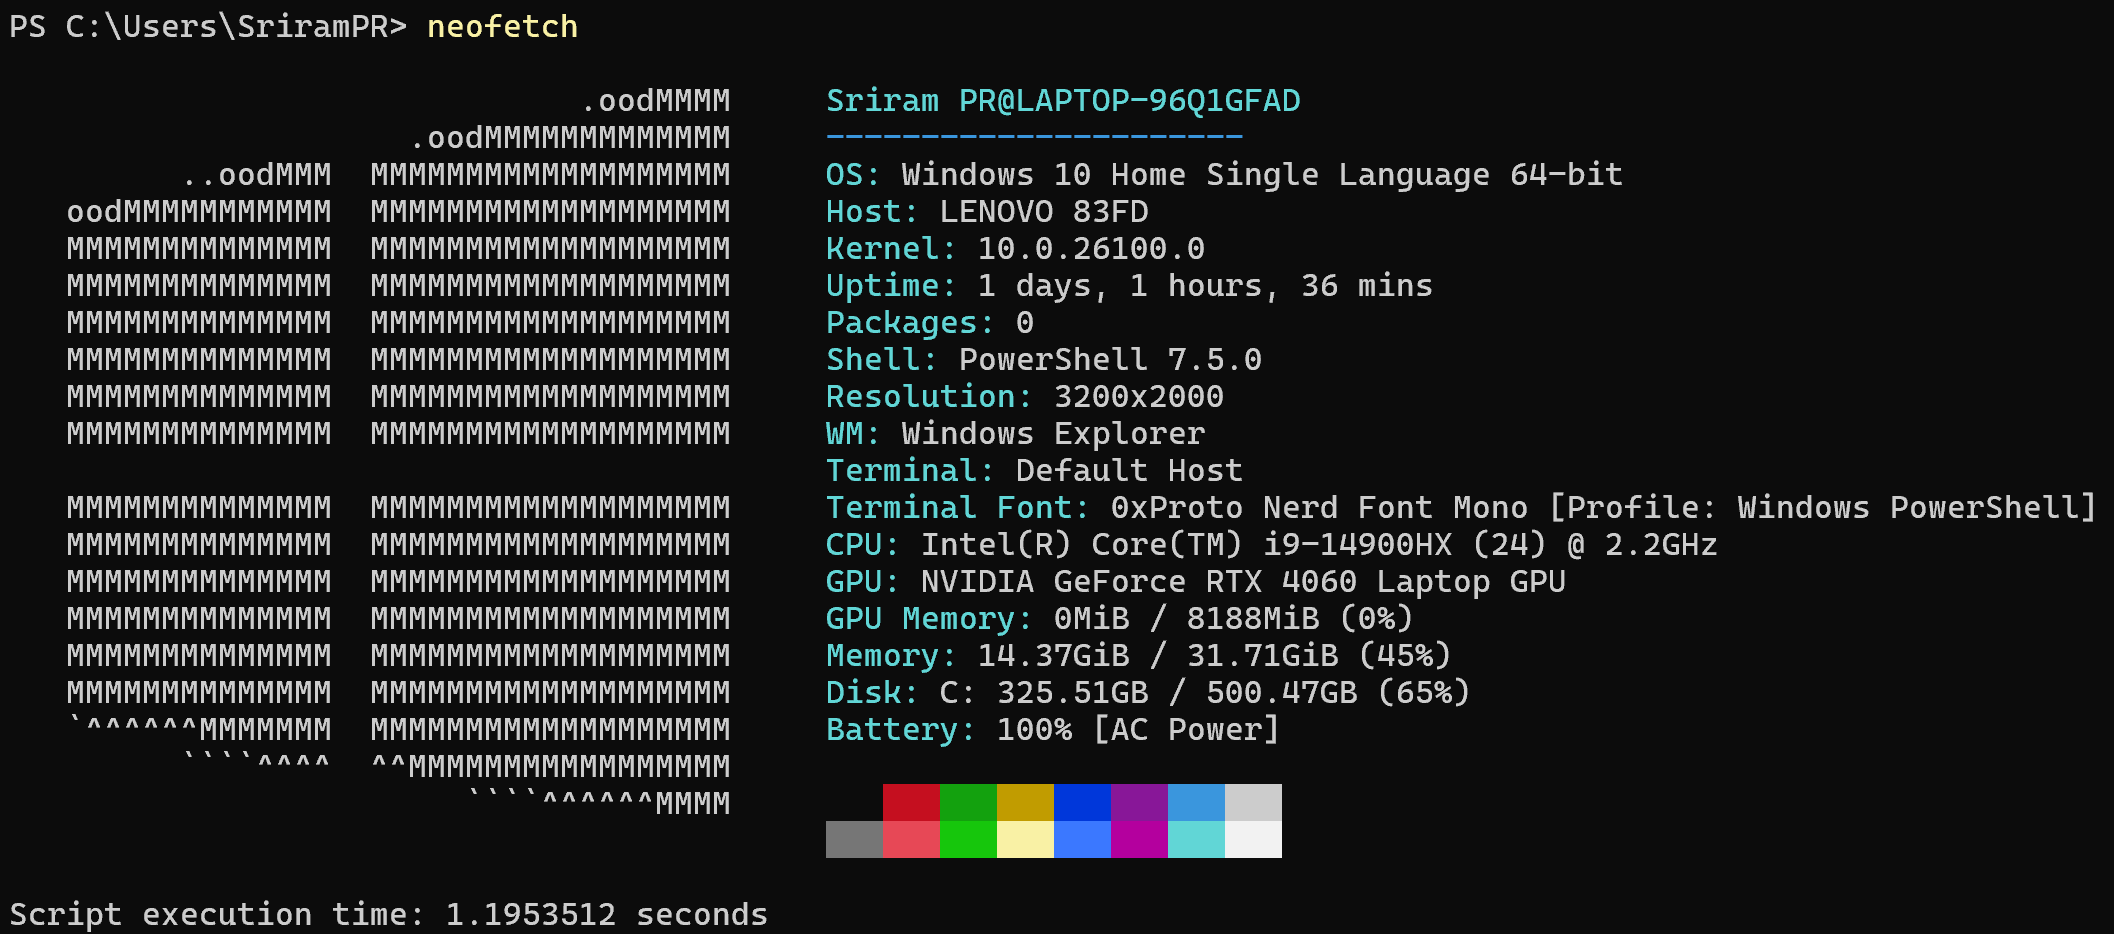 PS C:\Users\SriramPR> neofetch
.oodMMMM Sriram PR@LAPTOP-96Q1GFAD
.oodMMMMMMMMMMMMM ----------------------
..oodMMM MMMMMMMMMMMMMMMMMMM OS: Windows 10 Home Single Language 64-bit
oodMMMMMMMMMMM MMMMMMMMMMMMMMMMMMM Host: LENOVO 83FD
MMMMMMMMMMMMMM MMMMMMMMMMMMMMMMMMM Kernel: 10.0.26100.0
MMMMMMMMMMMMMM MMMMMMMMMMMMMMMMMMM Uptime: 1 days, 1 hours, 36 mins
MMMMMMMMMMMMMM MMMMMMMMMMMMMMMMMMM Packages: 0
MMMMMMMMMMMMMM MMMMMMMMMMMMMMMMMMM Shell: PowerShell 7.5.0
MMMMMMMMMMMMMM MMMMMMMMMMMMMMMMMMM Resolution: 3200x2000
MMMMMMMMMMMMMM MMMMMMMMMMMMMMMMMMM WM: Windows Explorer
Terminal: Default Host
MMMMMMMMMMMMMM MMMMMMMMMMMMMMMMMMM Terminal Font: 0xProto Nerd Font Mono [Profile: Windows PowerShell]
MMMMMMMMMMMMMM MMMMMMMMMMMMMMMMMMM CPU: Intel(R) Core(TM) i9-14900HX (24) @ 2.2GHz
MMMMMMMMMMMMMM MMMMMMMMMMMMMMMMMMM GPU: NVIDIA GeForce RTX 4060 Laptop GPU
MMMMMMMMMMMMMM MMMMMMMMMMMMMMMMMMM GPU Memory: 0MiB / 8188MiB (0%)
MMMMMMMMMMMMMM MMMMMMMMMMMMMMMMMMM Memory: 14.37GiB / 31.71GiB (45%)
MMMMMMMMMMMMMM MMMMMMMMMMMMMMMMMMM Disk: C: 325.51GB / 500.47GB (65%)
`^^^^^^MMMMMMM MMMMMMMMMMMMMMMMMMM Battery: 100% [AC Power]
````^^^^ ^^MMMMMMMMMMMMMMMMM
````^^^^^^MMMM
Script execution time: 1.1953512 seconds